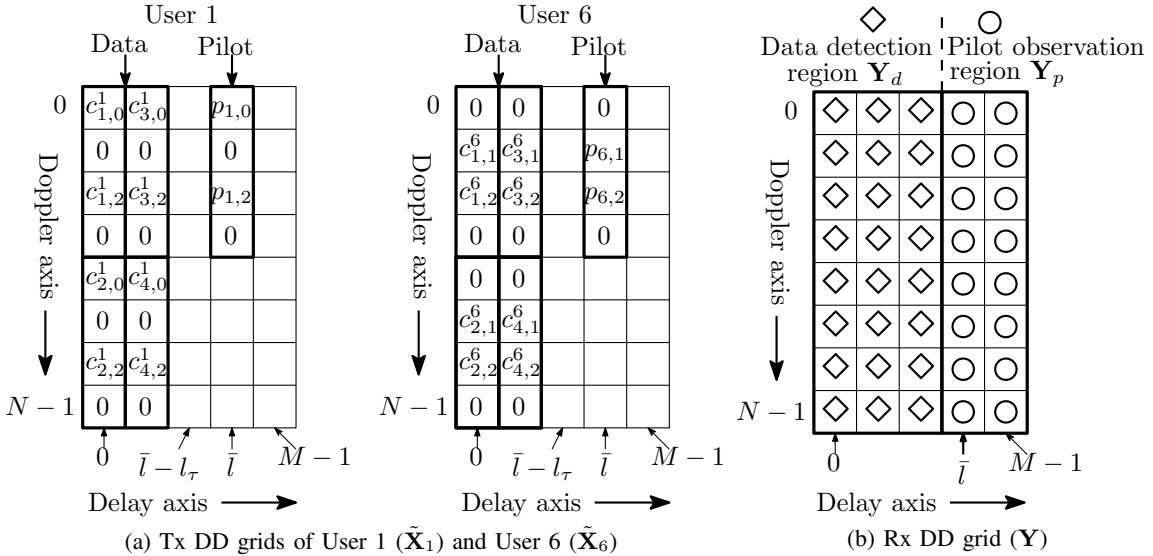 User 1
Data Pilot
0 c^1_{1,0} c^1_{3,0} p_{1,0}
0 0 0
c^1_{1,2} c^1_{3,2} p_{1,2}
0 0 0
c^1_{2,0} c^1_{4,0}
0 0
c^1_{2,2} c^1_{4,2}
N − 1 0 0
Doppler axis
0 l̄ − l_τ l̄ M − 1
Delay axis
User 6
Data Pilot
0 0 0 0
c^6_{1,1} c^6_{3,1} p_{6,1}
c^6_{1,2} c^6_{3,2} p_{6,2}
0 0 0
0 0
c^6_{2,1} c^6_{4,1}
c^6_{2,2} c^6_{4,2}
N − 1 0 0
Doppler axis
0 l̄ − l_τ l̄ M − 1
Delay axis
(a) Tx DD grids of User 1 (X̃_1) and User 6 (X̃_6)
Data detection
region Y_d
Pilot observation
region Y_p
0
Doppler axis
N − 1
0 l̄ M − 1
Delay axis
(b) Rx DD grid (Y)